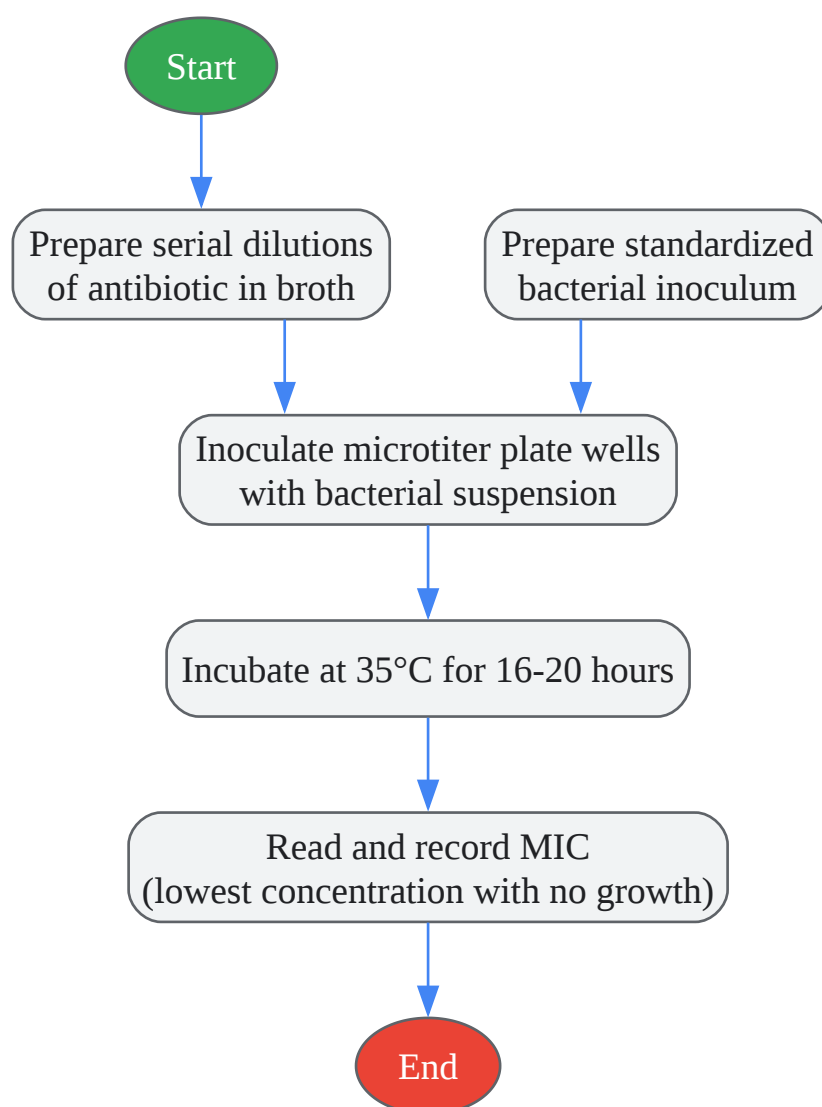 Start
Prepare serial dilutions
of antibiotic in broth
Prepare standardized
bacterial inoculum
Inoculate microtiter plate wells
with bacterial suspension
Incubate at 35°C for 16-20 hours
Read and record MIC
(lowest concentration with no growth)
End